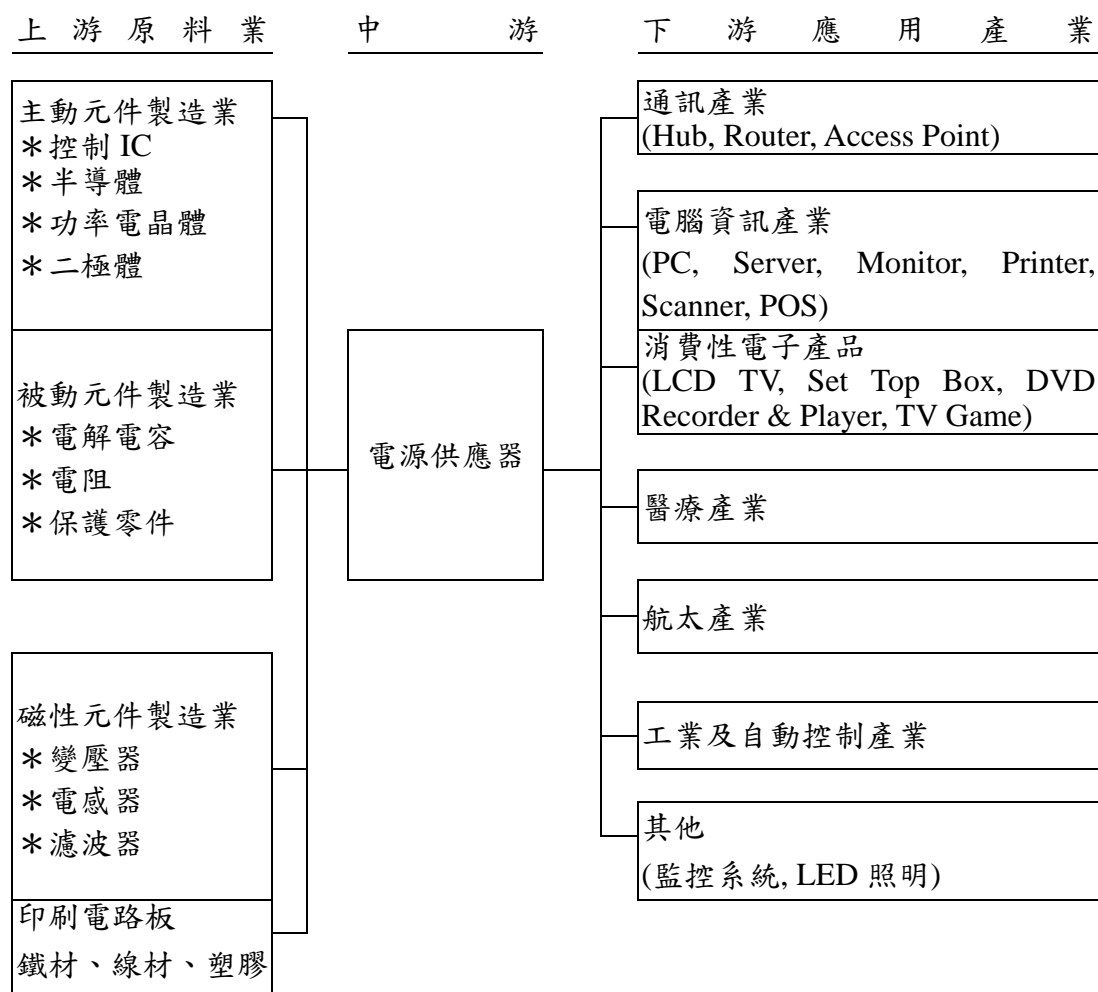 上游原料業
中游
下游應用產業
主動元件製造業
＊控制 IC
＊半導體
＊功率電晶體
＊二極體
被動元件製造業
＊電解電容
＊電阻
＊保護零件
磁性元件製造業
＊變壓器
＊電感器
＊濾波器
印刷電路板
鐵材、線材、塑膠
電源供應器
通訊產業
(Hub, Router, Access Point)
電腦資訊產業
(PC, Server, Monitor, Printer,
Scanner, POS)
消費性電子產品
(LCD TV, Set Top Box, DVD
Recorder & Player, TV Game)
醫療產業
航太產業
工業及自動控制產業
其他
(監控系統, LED 照明)